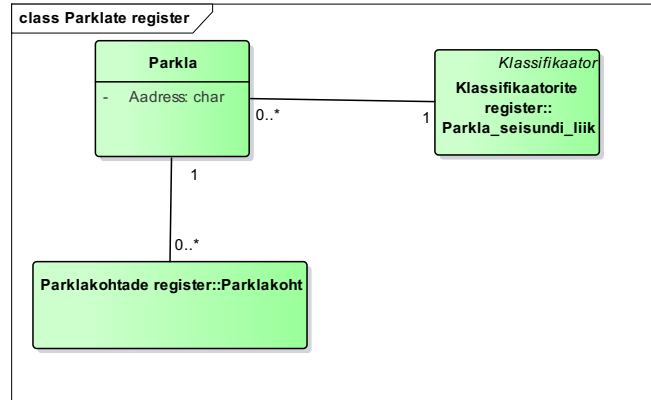 class Parklate register
Parkla
- Aadress: char
Klassifikaator
Klassifikaatorite
register::
Parkla_seisundi_liik
0..*
1
1
0..*
Parklakohtade register::Parklakoht